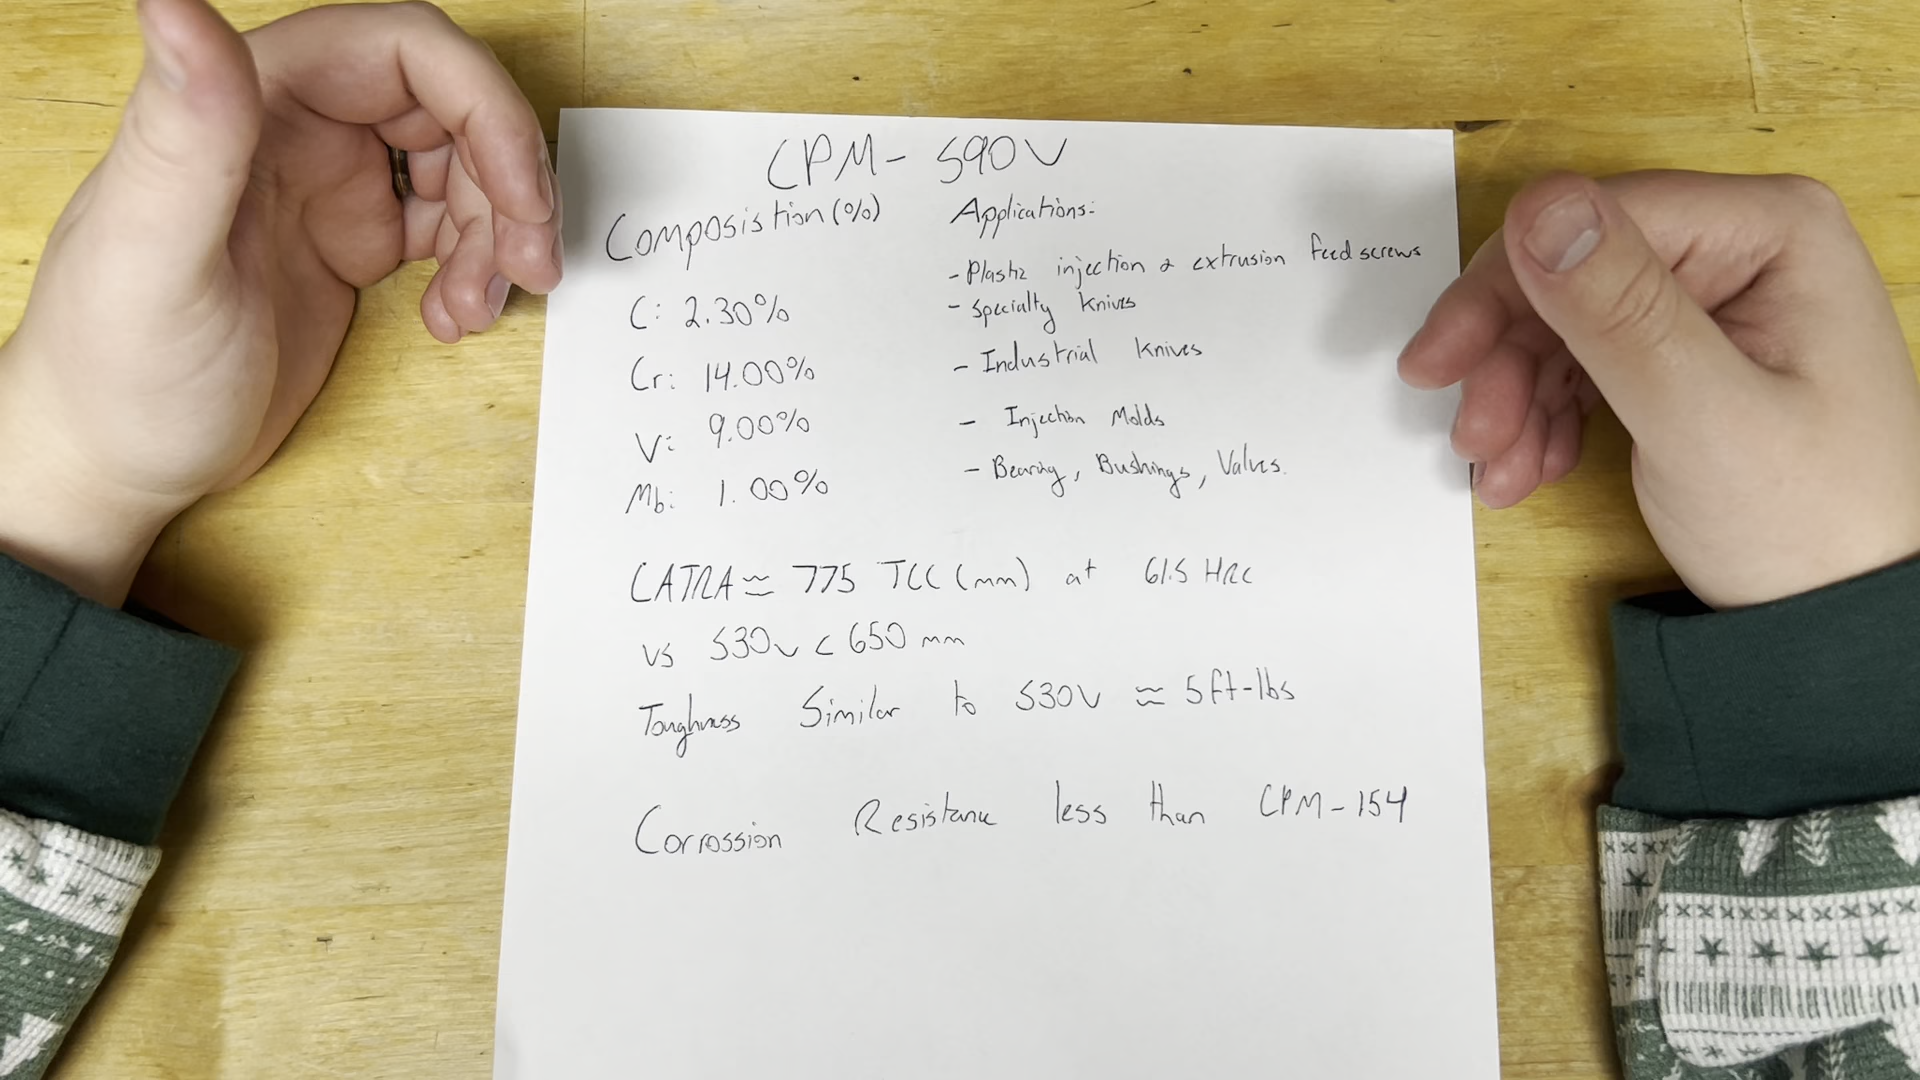 CPM- S90V
Composistion (%)
C: 2.30%
Cr: 14.00%
V: 9.00%
Mb: 1.00%
Applications:
- Plastic injection & extrusion feed screws
- Specialty Knives
- Industrial Knives
- Injection Molds
- Bearing, Bushings, Valves.
CATRA ≈ 775 TCC (mm) at 61.5 HRC
vs S30V < 650 mm
Toughness Similar to S30V ≈ 5 ft-lbs
Corrossion Resistance less than CPM-154